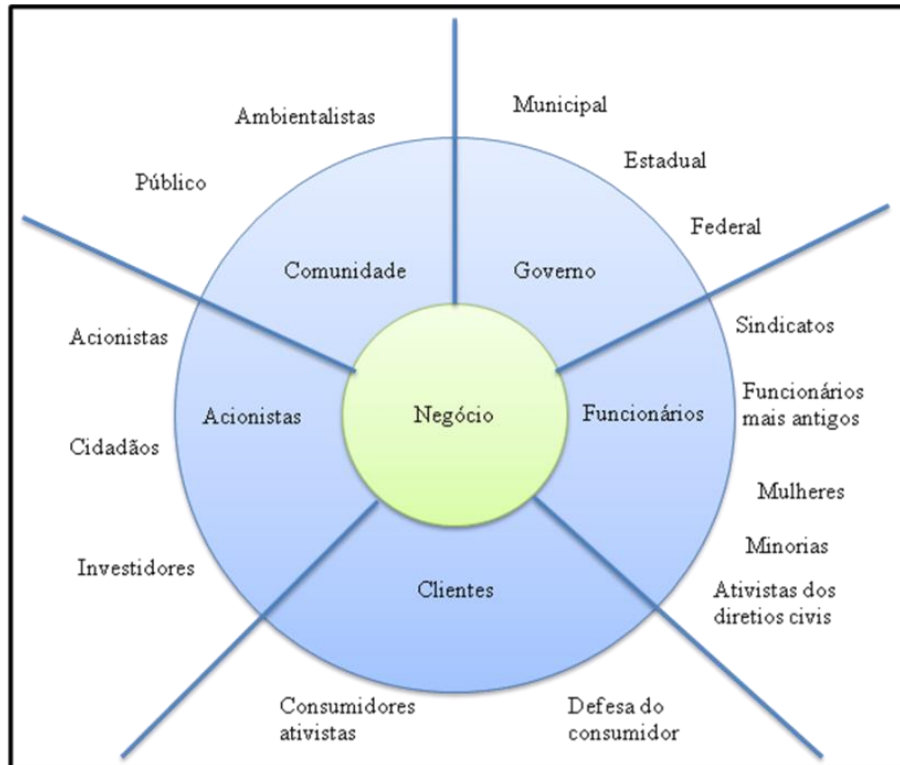 Municipal
Ambientalistas
Estadual
Público
Federal
Comunidade
Governo
Sindicatos
Acionistas
Funcionários
mais antigos
Acionistas
Negócio
Funcionários
Cidadãos
Mulheres
Minorias
Investidores
Clientes
Ativistas dos
diretios civis
Consumidores
ativistas
Defesa do
consumidor